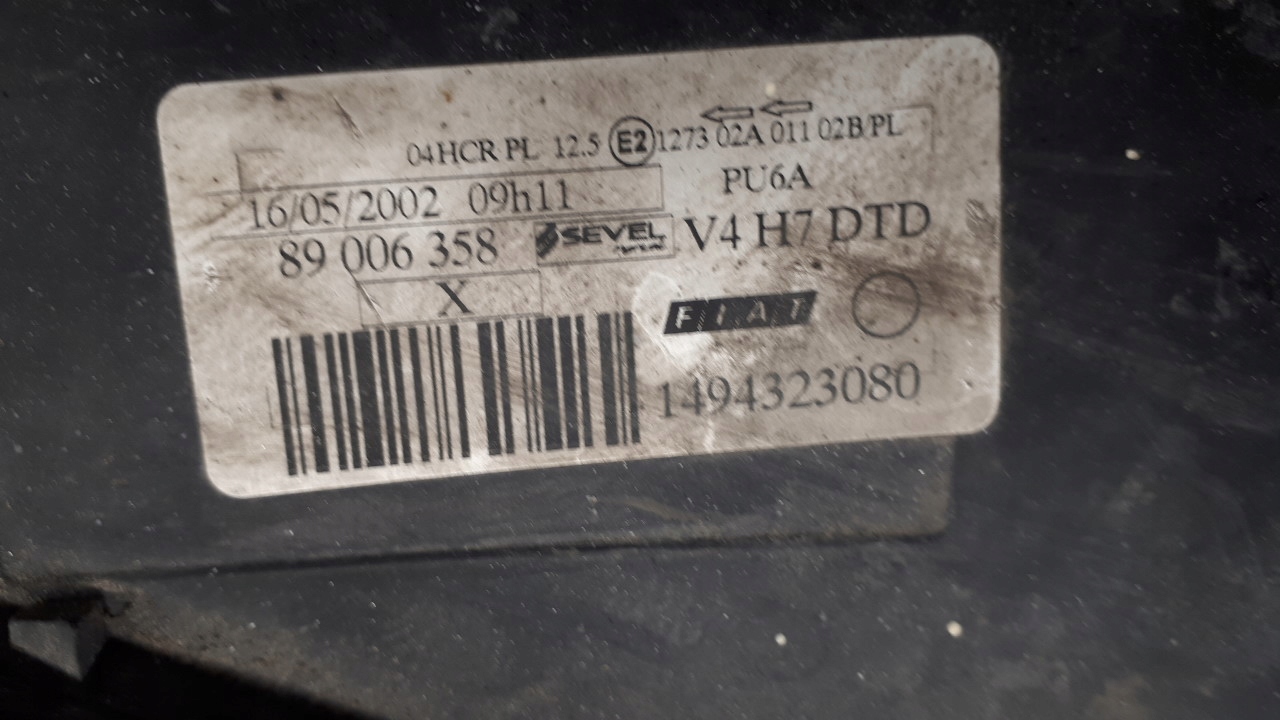 04HCR PL 12.5 E2 1273 02A 011 02B/PL
PU6A
16/05/2002 09h11
89 006 358 SEVEL V4 H7 DTD
X
FIAT
1494323080